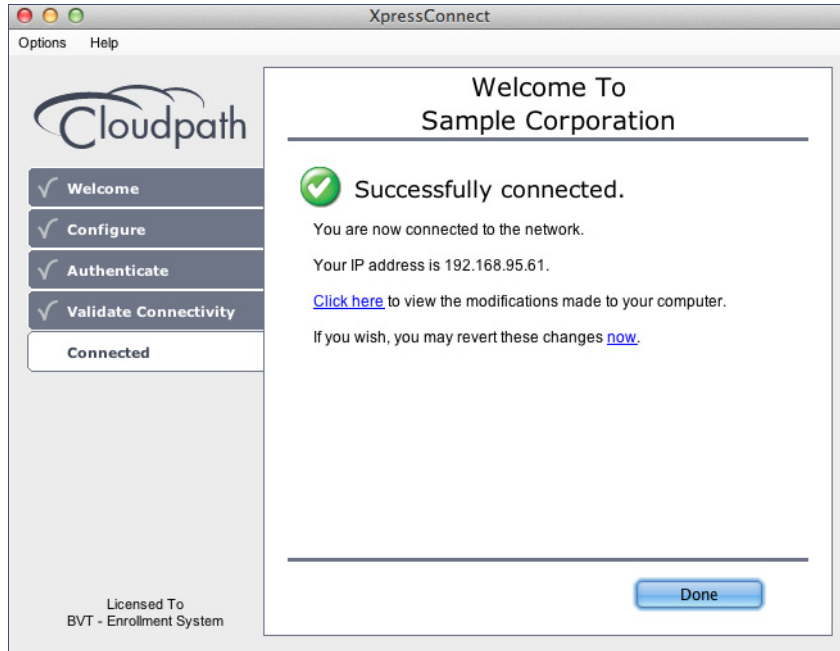 XpressConnect
Options Help
Cloudpath
Welcome
Configure
Authenticate
Validate Connectivity
Connected
Licensed To
BVT - Enrollment System
Welcome To
Sample Corporation
Successfully connected.
You are now connected to the network.
Your IP address is 192.168.95.61.
Click here to view the modifications made to your computer.
If you wish, you may revert these changes now.
Done